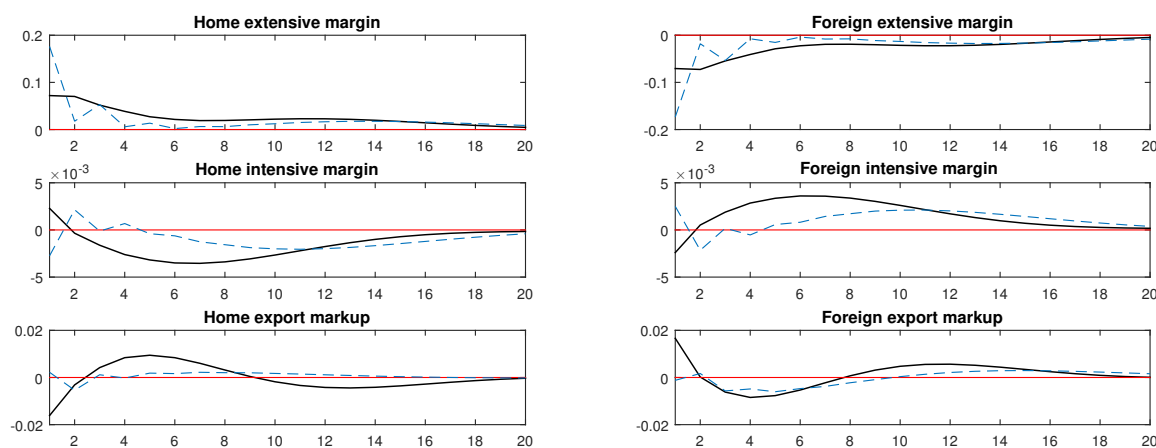 Home extensive margin
0.2
0.1
0
2 4 6 8 10 12 14 16 18 20
Foreign extensive margin
0
-0.1
-0.2
2 4 6 8 10 12 14 16 18 20
×10⁻³ Home intensive margin
5
0
-5
2 4 6 8 10 12 14 16 18 20
×10⁻³ Foreign intensive margin
5
0
-5
2 4 6 8 10 12 14 16 18 20
Home export markup
0.02
0
-0.02
2 4 6 8 10 12 14 16 18 20
Foreign export markup
0.02
0
-0.02
2 4 6 8 10 12 14 16 18 20